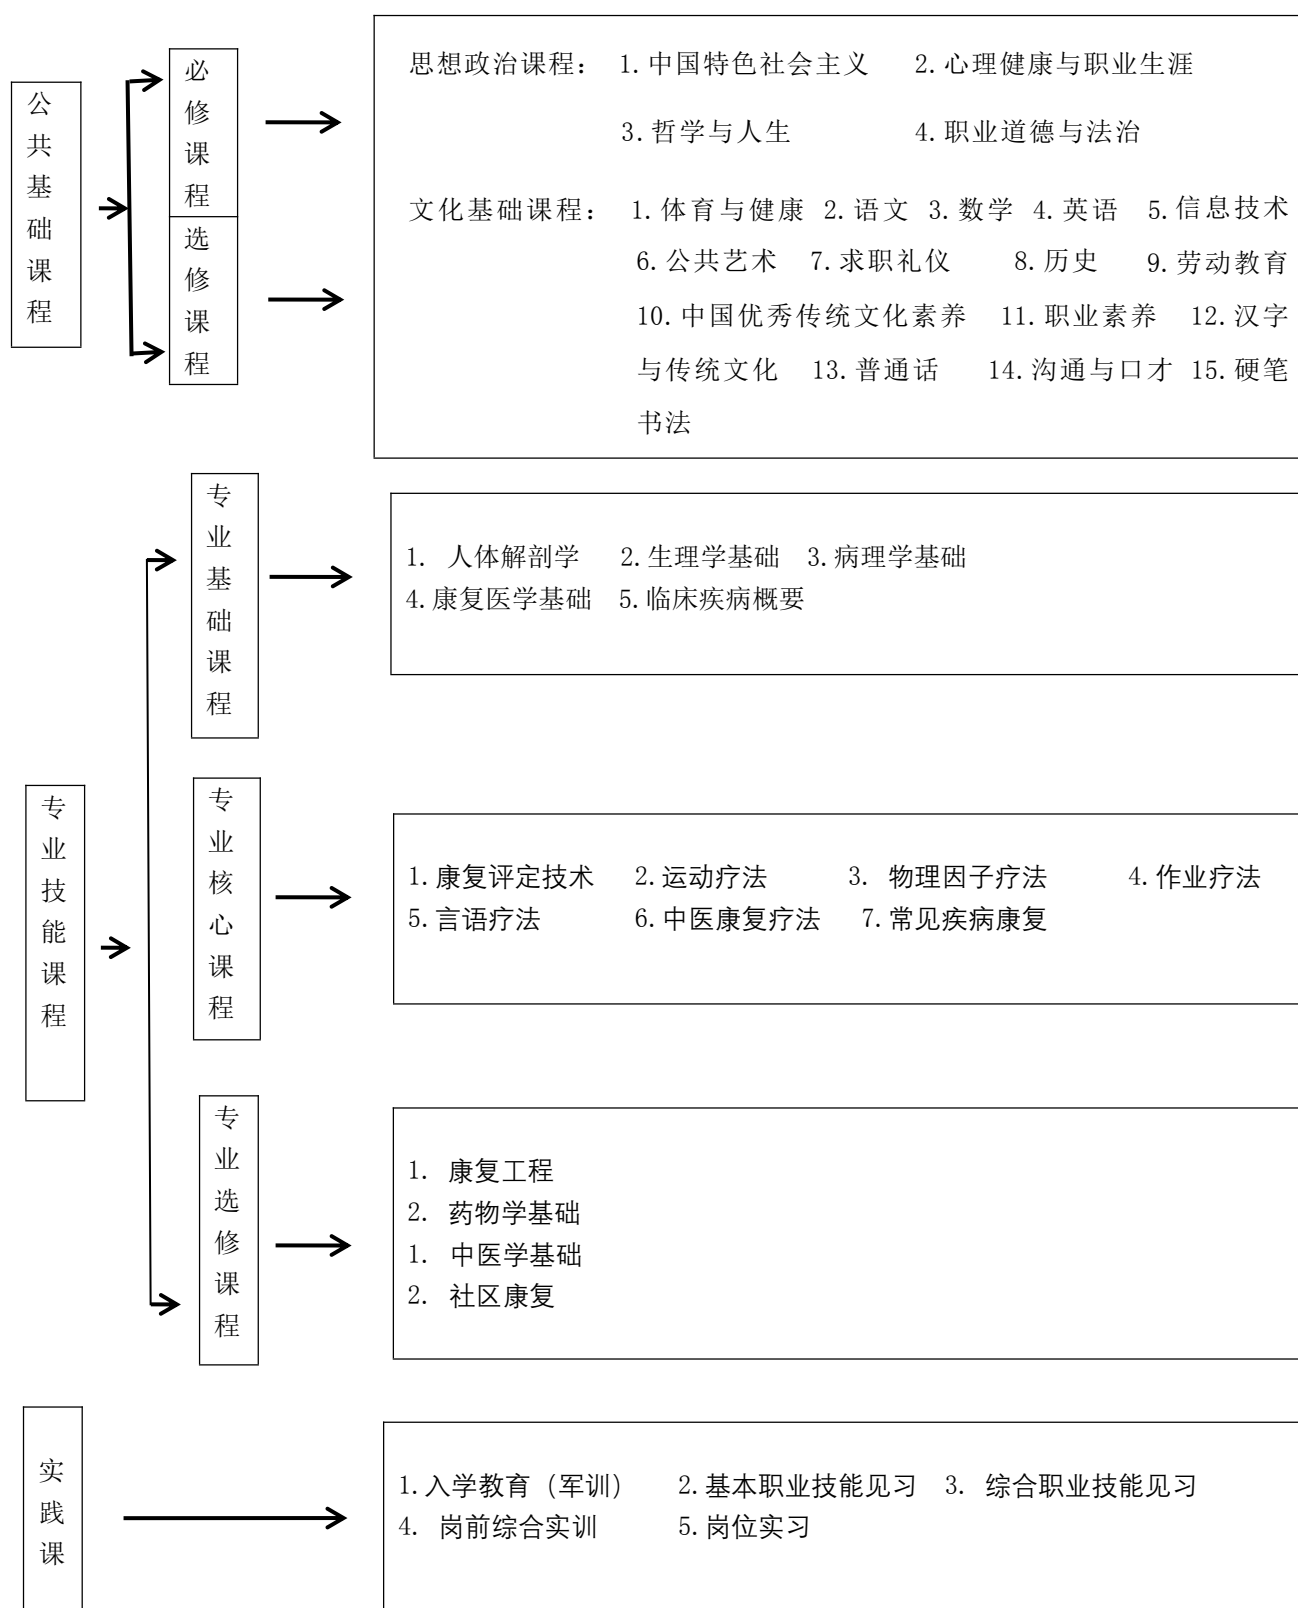 公共基础课程
必修课程
选修课程
思想政治课程： 1.中国特色社会主义 2.心理健康与职业生涯
3.哲学与人生 4.职业道德与法治
文化基础课程： 1.体育与健康 2.语文 3.数学 4.英语 5.信息技术
6.公共艺术 7.求职礼仪 8.历史 9.劳动教育
10.中国优秀传统文化素养 11.职业素养 12.汉字
与传统文化 13.普通话 14.沟通与口才 15.硬笔
书法
专业技能课程
专业基础课程
1. 人体解剖学 2.生理学基础 3.病理学基础
4.康复医学基础 5.临床疾病概要
专业核心课程
1.康复评定技术 2.运动疗法 3. 物理因子疗法 4.作业疗法
5.言语疗法 6.中医康复疗法 7.常见疾病康复
专业选修课程
1. 康复工程
2. 药物学基础
1. 中医学基础
2. 社区康复
实践课
1.入学教育（军训） 2.基本职业技能见习 3. 综合职业技能见习
4. 岗前综合实训 5.岗位实习